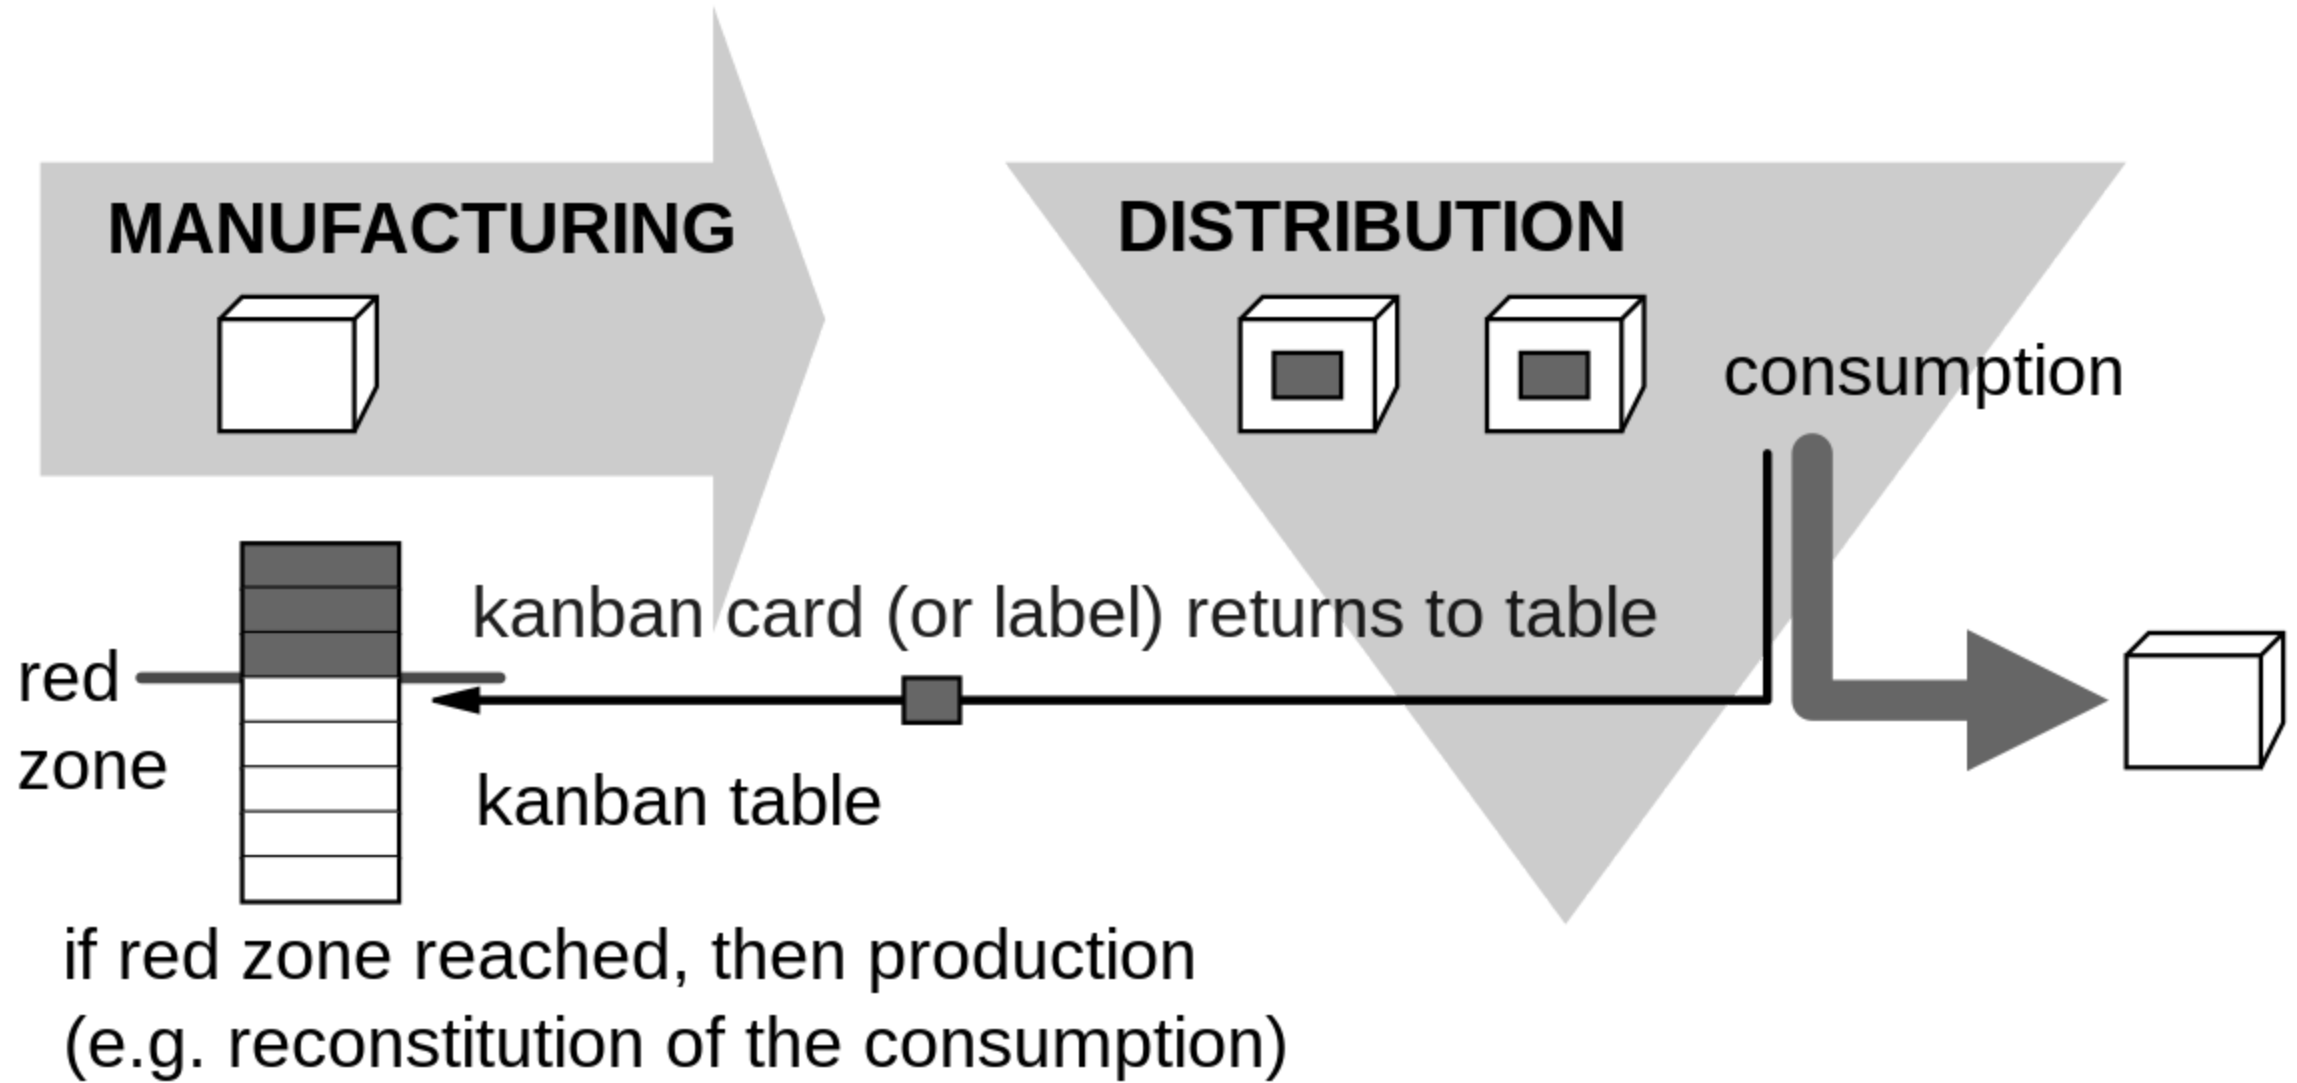 MANUFACTURING
DISTRIBUTION
consumption
kanban card (or label) returns to table
red
zone
kanban table
if red zone reached, then production
(e.g. reconstitution of the consumption)